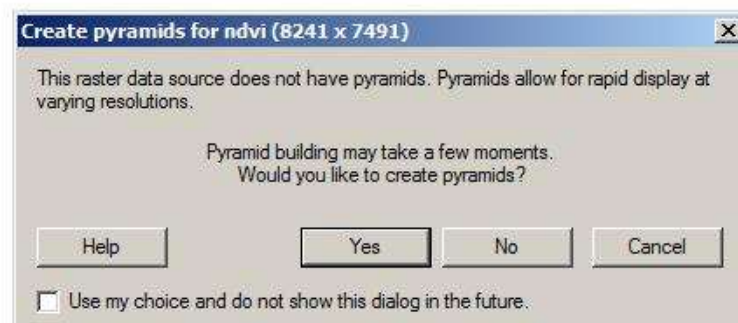 Create pyramids for ndvi (8241 x 7491)
This raster data source does not have pyramids. Pyramids allow for rapid display at
varying resolutions.
Pyramid building may take a few moments.
Would you like to create pyramids?
Help
Yes
No
Cancel
Use my choice and do not show this dialog in the future.